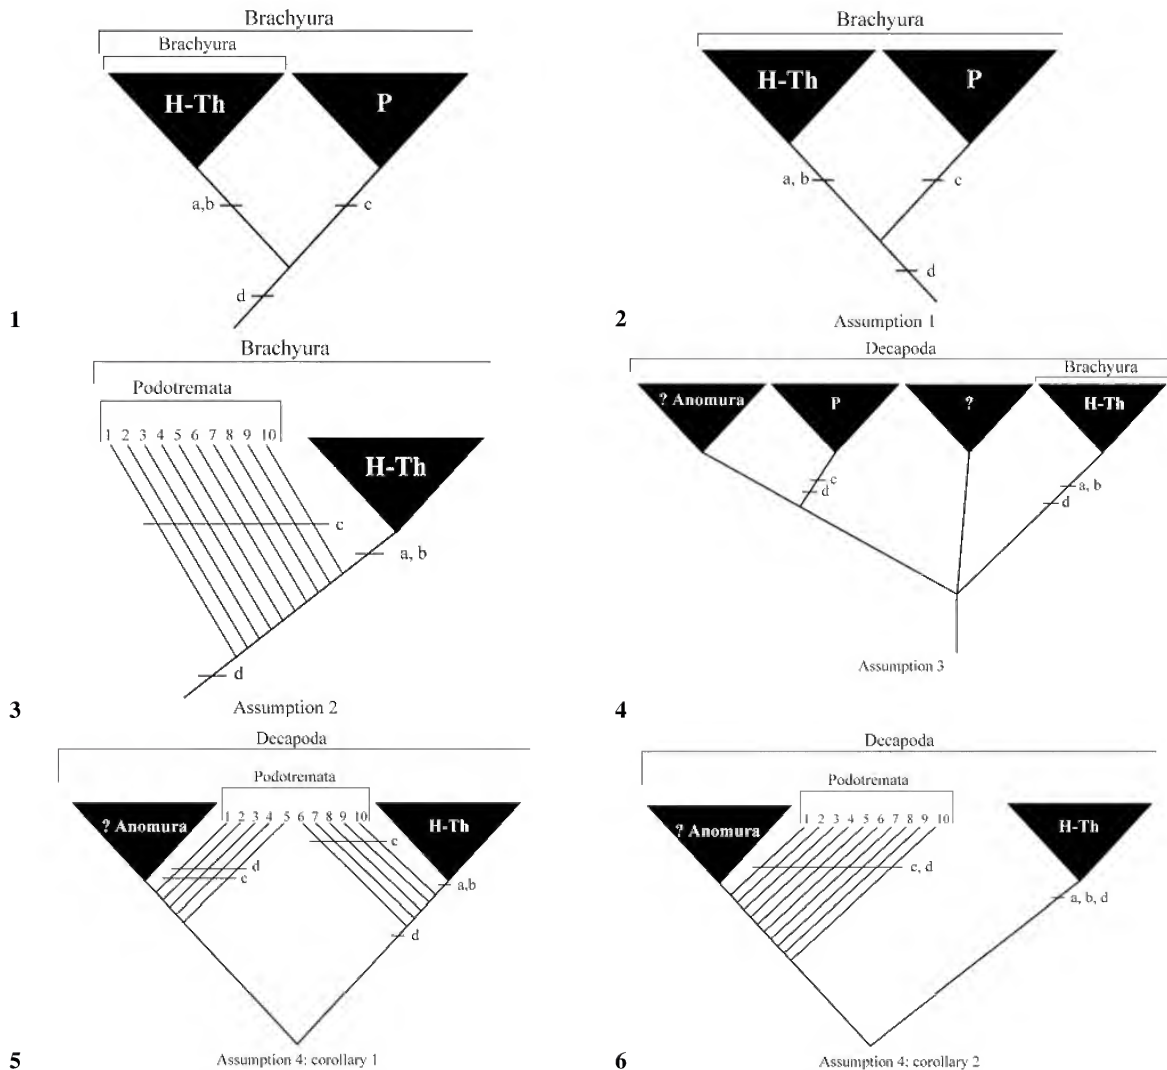 Brachyura
Brachyura
H-Th
P
a,b
c
d
1
Brachyura
H-Th
P
a, b
c
d
2
Assumption 1
Brachyura
Podotremata
1 2 3 4 5 6 7 8 9 10
H-Th
c
a, b
d
3
Assumption 2
Decapoda
Brachyura
? Anomura
P
?
H-Th
c
d
a, b
d
Assumption 3
4
Decapoda
Podotremata
1 2 3 4 5 6 7 8 9 10
? Anomura
H-Th
c
d
c
a,b
d
5
Assumption 4: corollary 1
Decapoda
Podotremata
1 2 3 4 5 6 7 8 9 10
? Anomura
H-Th
c, d
a, b, d
6
Assumption 4: corollary 2